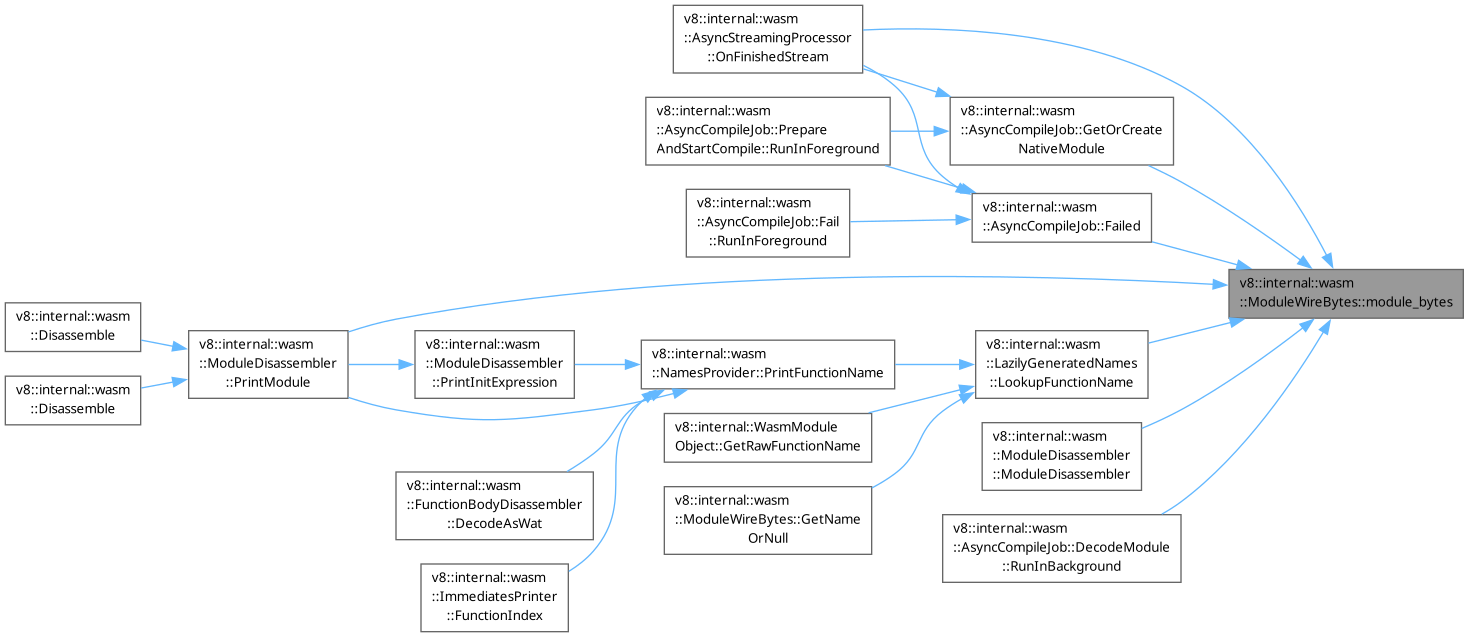 v8::internal::wasm
::AsyncStreamingProcessor
::OnFinishedStream
v8::internal::wasm
::AsyncCompileJob::Prepare
AndStartCompile::RunInForeground
v8::internal::wasm
::AsyncCompileJob::GetOrCreate
NativeModule
v8::internal::wasm
::AsyncCompileJob::Fail
::RunInForeground
v8::internal::wasm
::AsyncCompileJob::Failed
v8::internal::wasm
::ModuleWireBytes::module_bytes
v8::internal::wasm
::Disassemble
v8::internal::wasm
::Disassemble
v8::internal::wasm
::ModuleDisassembler
::PrintModule
v8::internal::wasm
::ModuleDisassembler
::PrintInitExpression
v8::internal::wasm
::NamesProvider::PrintFunctionName
v8::internal::wasm
::LazilyGeneratedNames
::LookupFunctionName
v8::internal::WasmModule
Object::GetRawFunctionName
v8::internal::wasm
::ModuleDisassembler
::ModuleDisassembler
v8::internal::wasm
::FunctionBodyDisassembler
::DecodeAsWat
v8::internal::wasm
::ModuleWireBytes::GetName
OrNull
v8::internal::wasm
::AsyncCompileJob::DecodeModule
::RunInBackground
v8::internal::wasm
::ImmediatesPrinter
::FunctionIndex